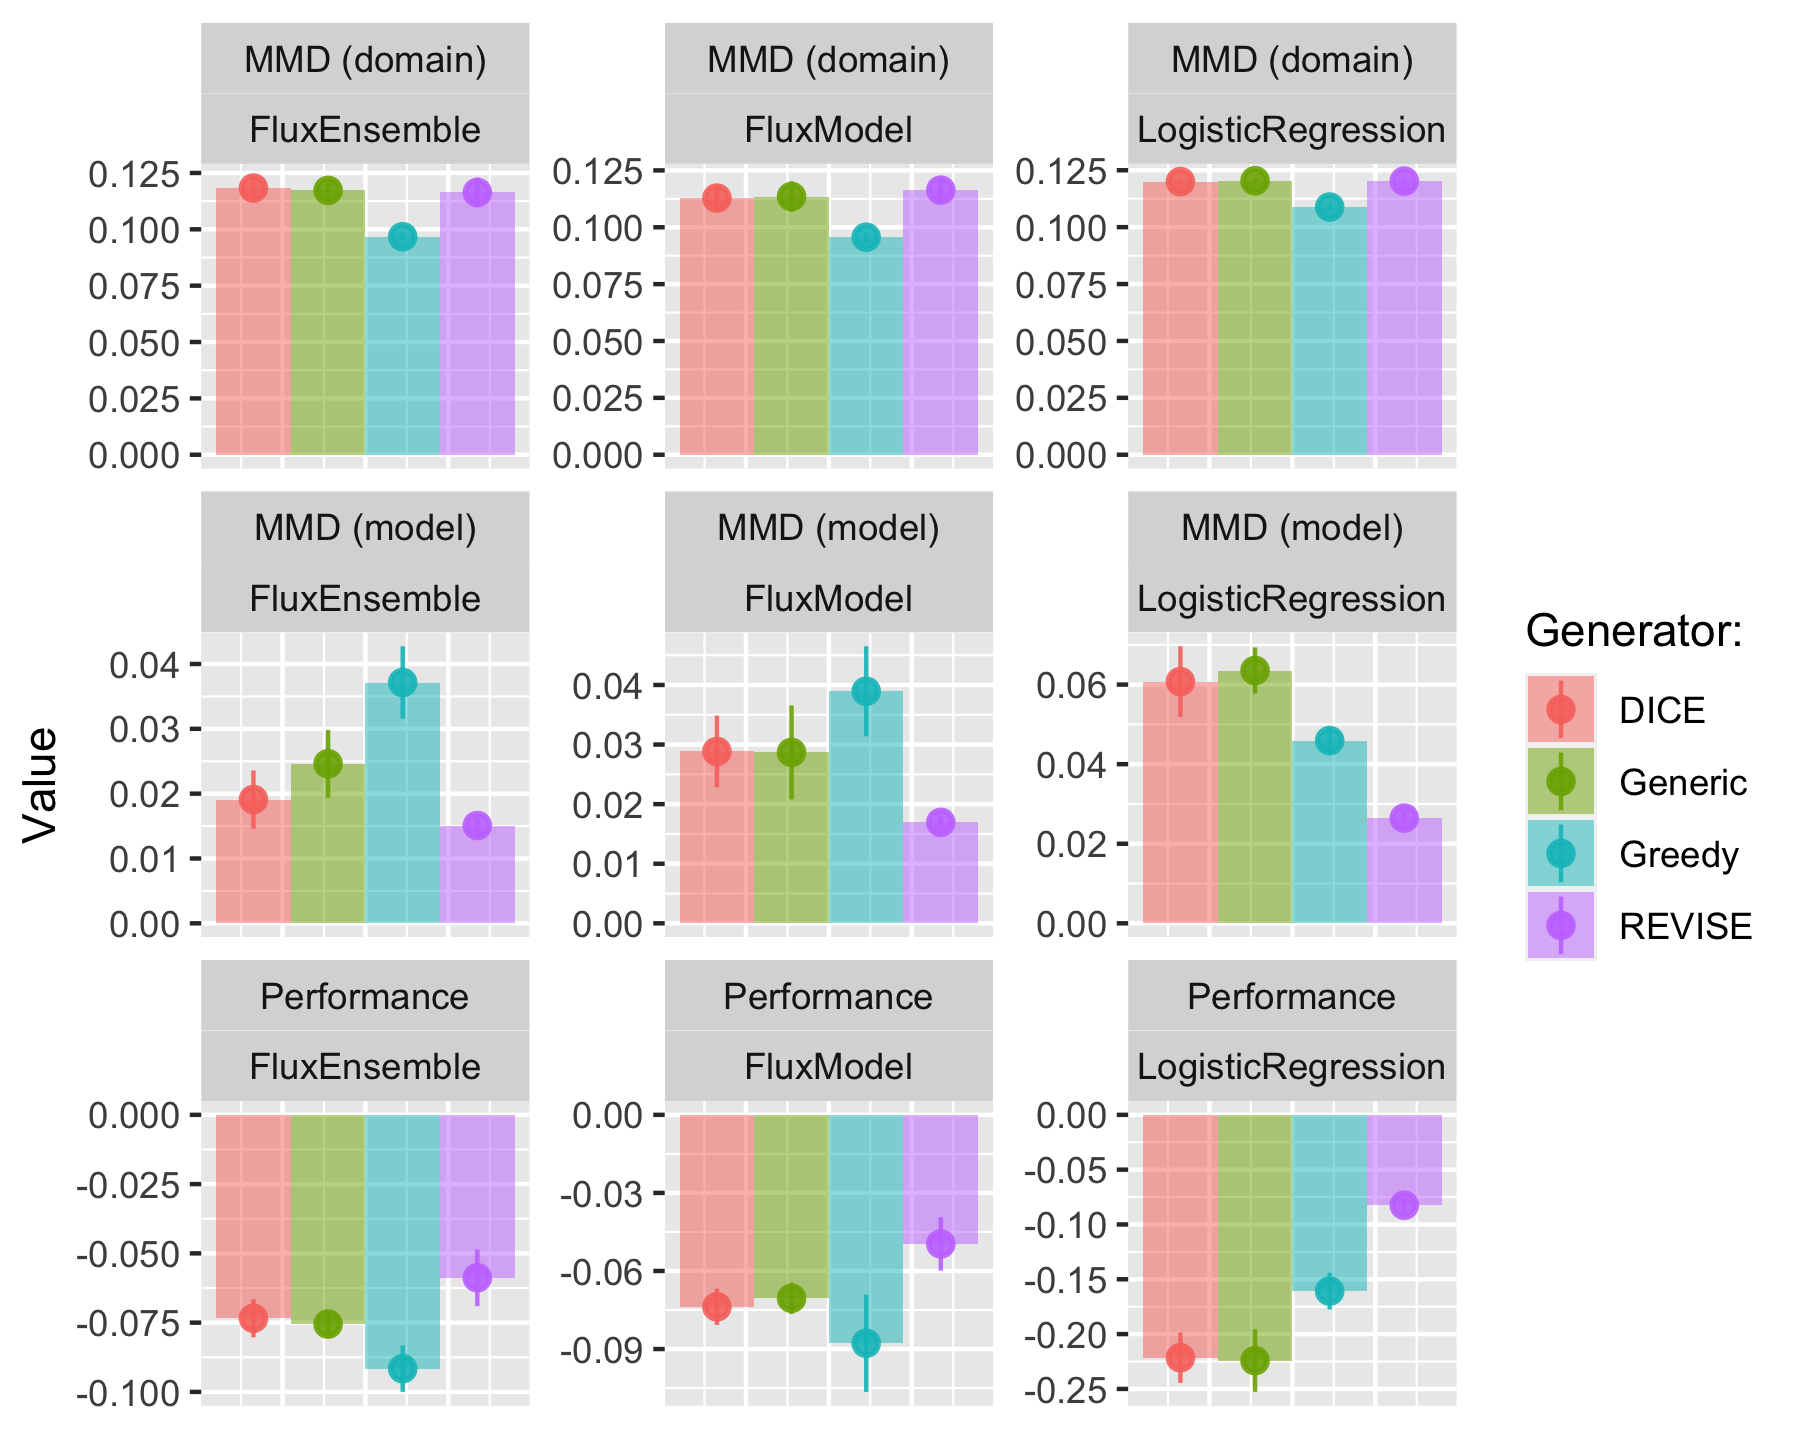 MMD (domain)
FluxEnsemble
0.125
0.100
0.075
0.050
0.025
0.000
MMD (domain)
FluxModel
0.125
0.100
0.075
0.050
0.025
0.000
MMD (domain)
LogisticRegression
0.125
0.100
0.075
0.050
0.025
0.000
MMD (model)
FluxEnsemble
0.04
0.03
0.02
0.01
0.00
MMD (model)
FluxModel
0.04
0.03
0.02
0.01
0.00
MMD (model)
LogisticRegression
0.06
0.04
0.02
0.00
Performance
FluxEnsemble
0.000
-0.025
-0.050
-0.075
-0.100
Performance
FluxModel
0.00
-0.03
-0.06
-0.09
Performance
LogisticRegression
0.00
-0.05
-0.10
-0.15
-0.20
-0.25
Value
Generator:
DICE
Generic
Greedy
REVISE